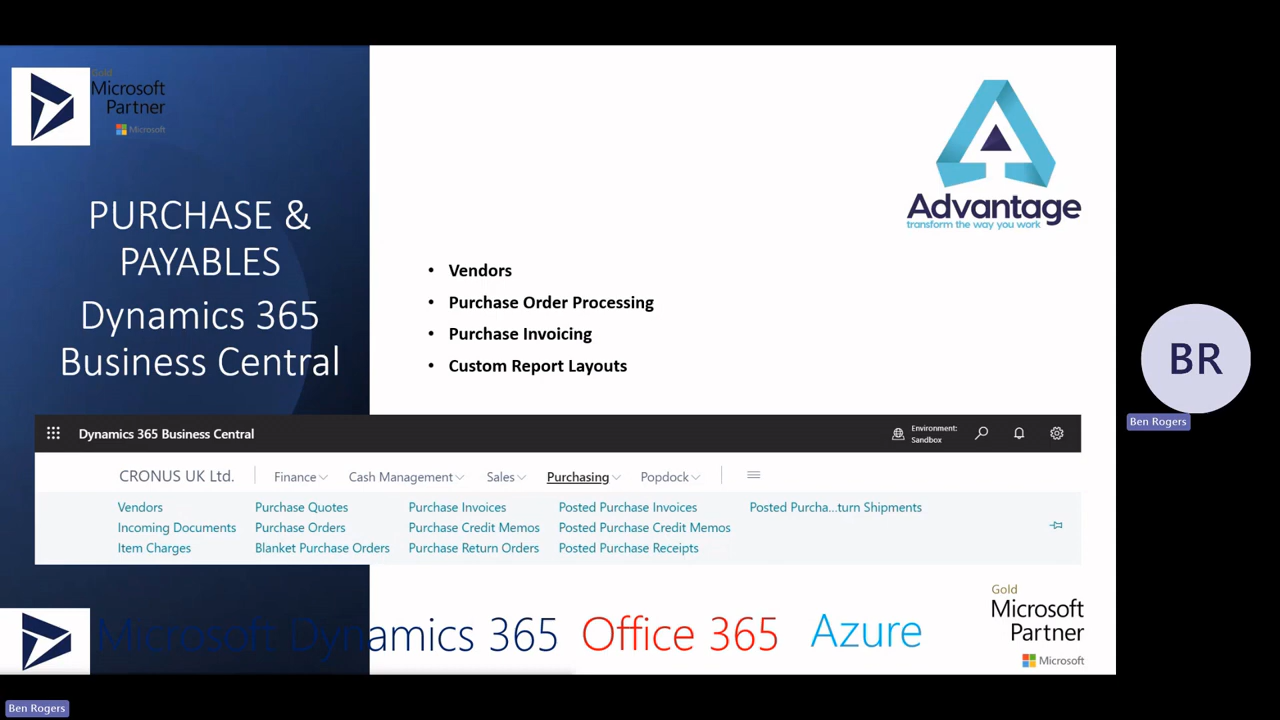 Gold
Microsoft
Partner
Microsoft
Advantage
transform the way you work
PURCHASE &
PAYABLES
Dynamics 365
Business Central
• Vendors
• Purchase Order Processing
• Purchase Invoicing
• Custom Report Layouts
BR
Ben Rogers
Dynamics 365 Business Central
Environment:
Sandbox
CRONUS UK Ltd. Finance Cash Management Sales Purchasing Popdock
Vendors Purchase Quotes Purchase Invoices Posted Purchase Invoices Posted Purcha...turn Shipments
Incoming Documents Purchase Orders Purchase Credit Memos Posted Purchase Credit Memos
Item Charges Blanket Purchase Orders Purchase Return Orders Posted Purchase Receipts
Microsoft Dynamics 365 Office 365 Azure
Gold
Microsoft
Partner
Microsoft
Ben Rogers